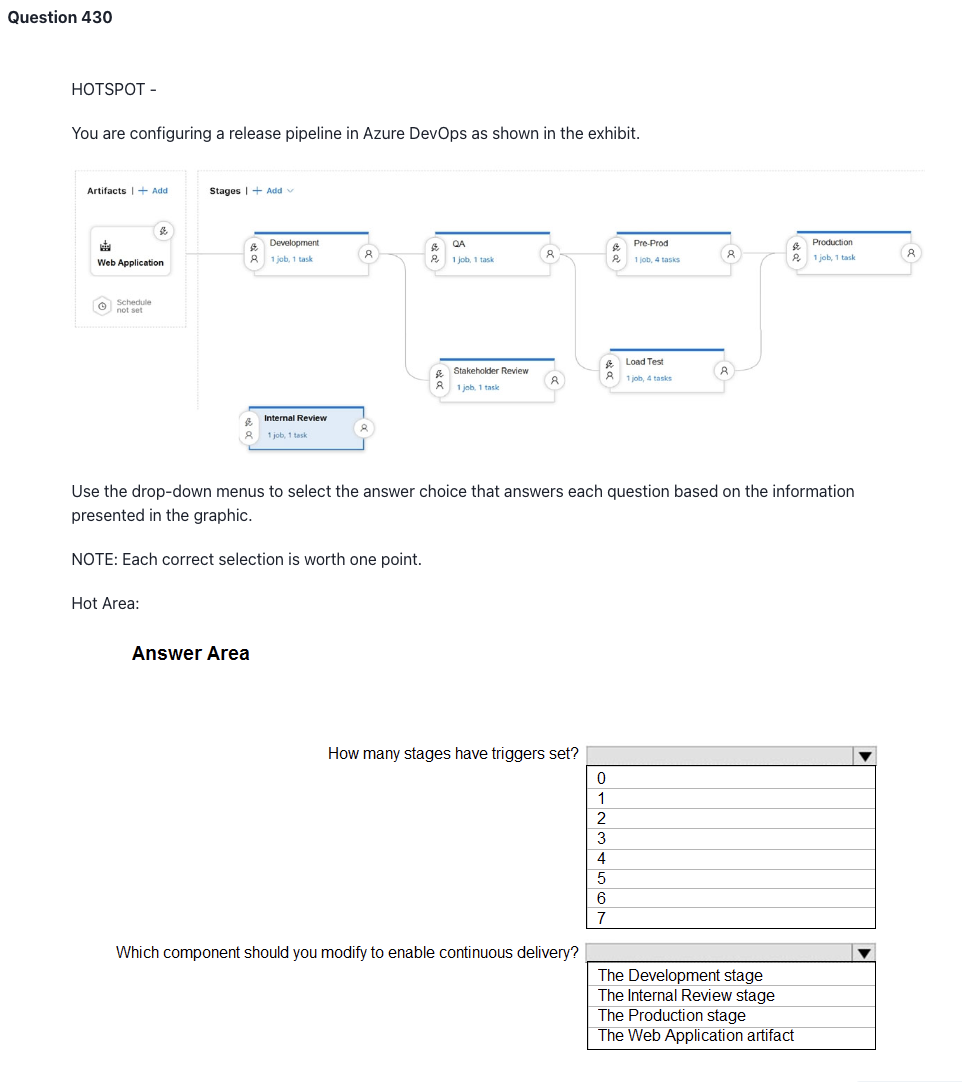 Question 430
HOTSPOT -
You are configuring a release pipeline in Azure DevOps as shown in the exhibit.
Artifacts | + Add
Stages | + Add
Development
1 job, 1 task
QA
1 job, 1 task
Pre-Prod
1 job, 4 tasks
Production
1 job, 1 task
Web Application
Schedule
not set
Stakeholder Review
1 job, 1 task
Load Test
1 job, 4 tasks
Internal Review
1 job, 1 task
Use the drop-down menus to select the answer choice that answers each question based on the information
presented in the graphic.
NOTE: Each correct selection is worth one point.
Hot Area:
Answer Area
How many stages have triggers set?
0
1
2
3
4
5
6
7
Which component should you modify to enable continuous delivery?
The Development stage
The Internal Review stage
The Production stage
The Web Application artifact